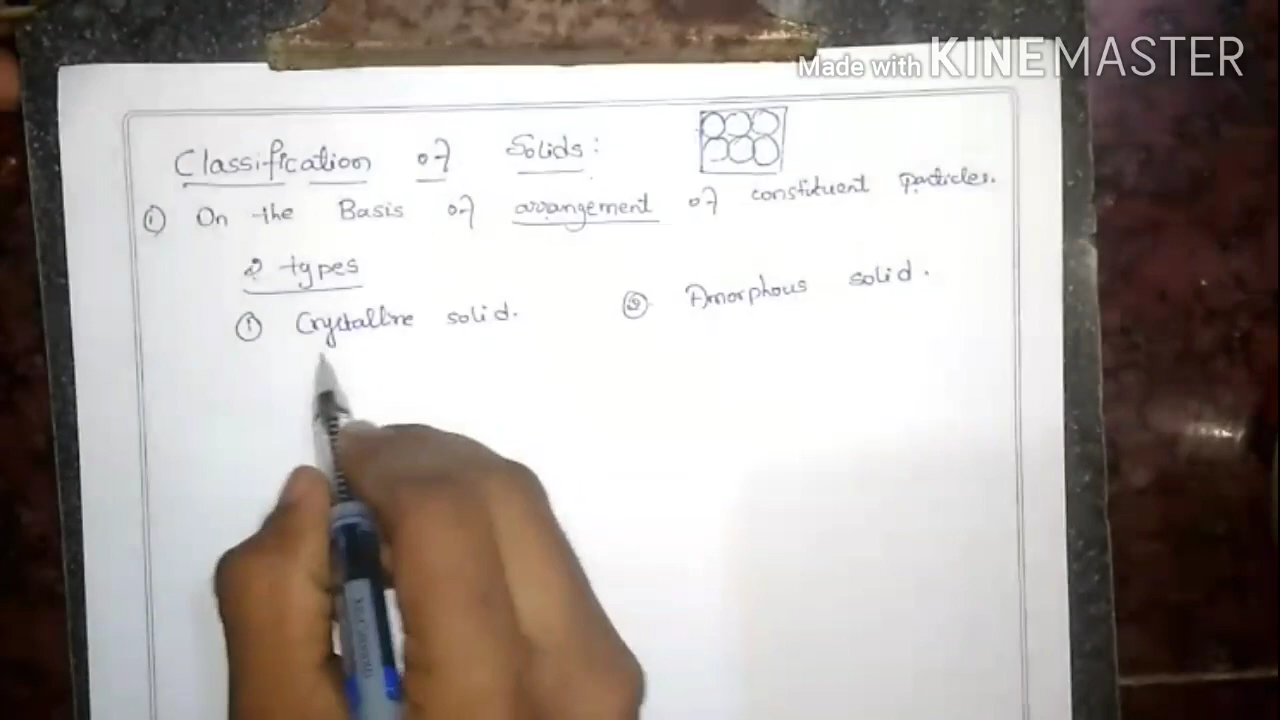 Made with KINEMASTER
Classification of Solids:
① On the Basis of arrangement of constituent particles.
2 types
① Crystalline solid.
② Amorphous solid.